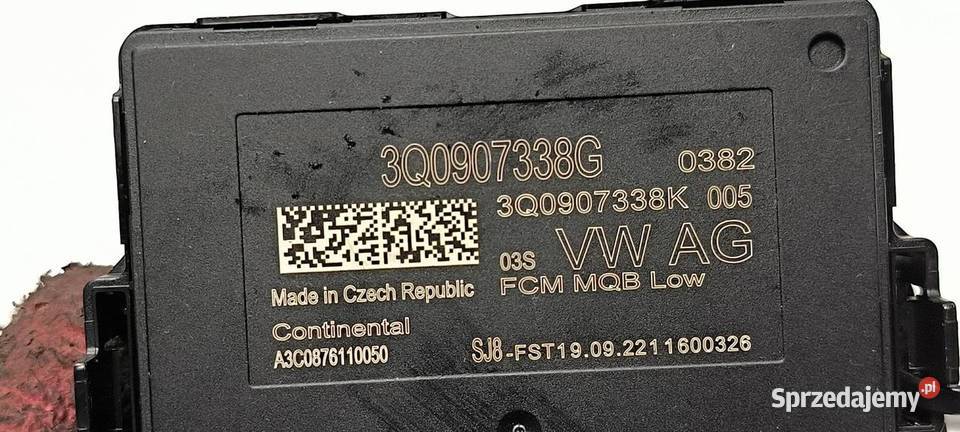 3Q0907338G 0382
3Q0907338K 005
03S VW AG
FCM MQB Low
Made in Czech Republic
Continental
A3C0876110050
SJ8-FST19.09.2211600326
Sprzedajemy.pl